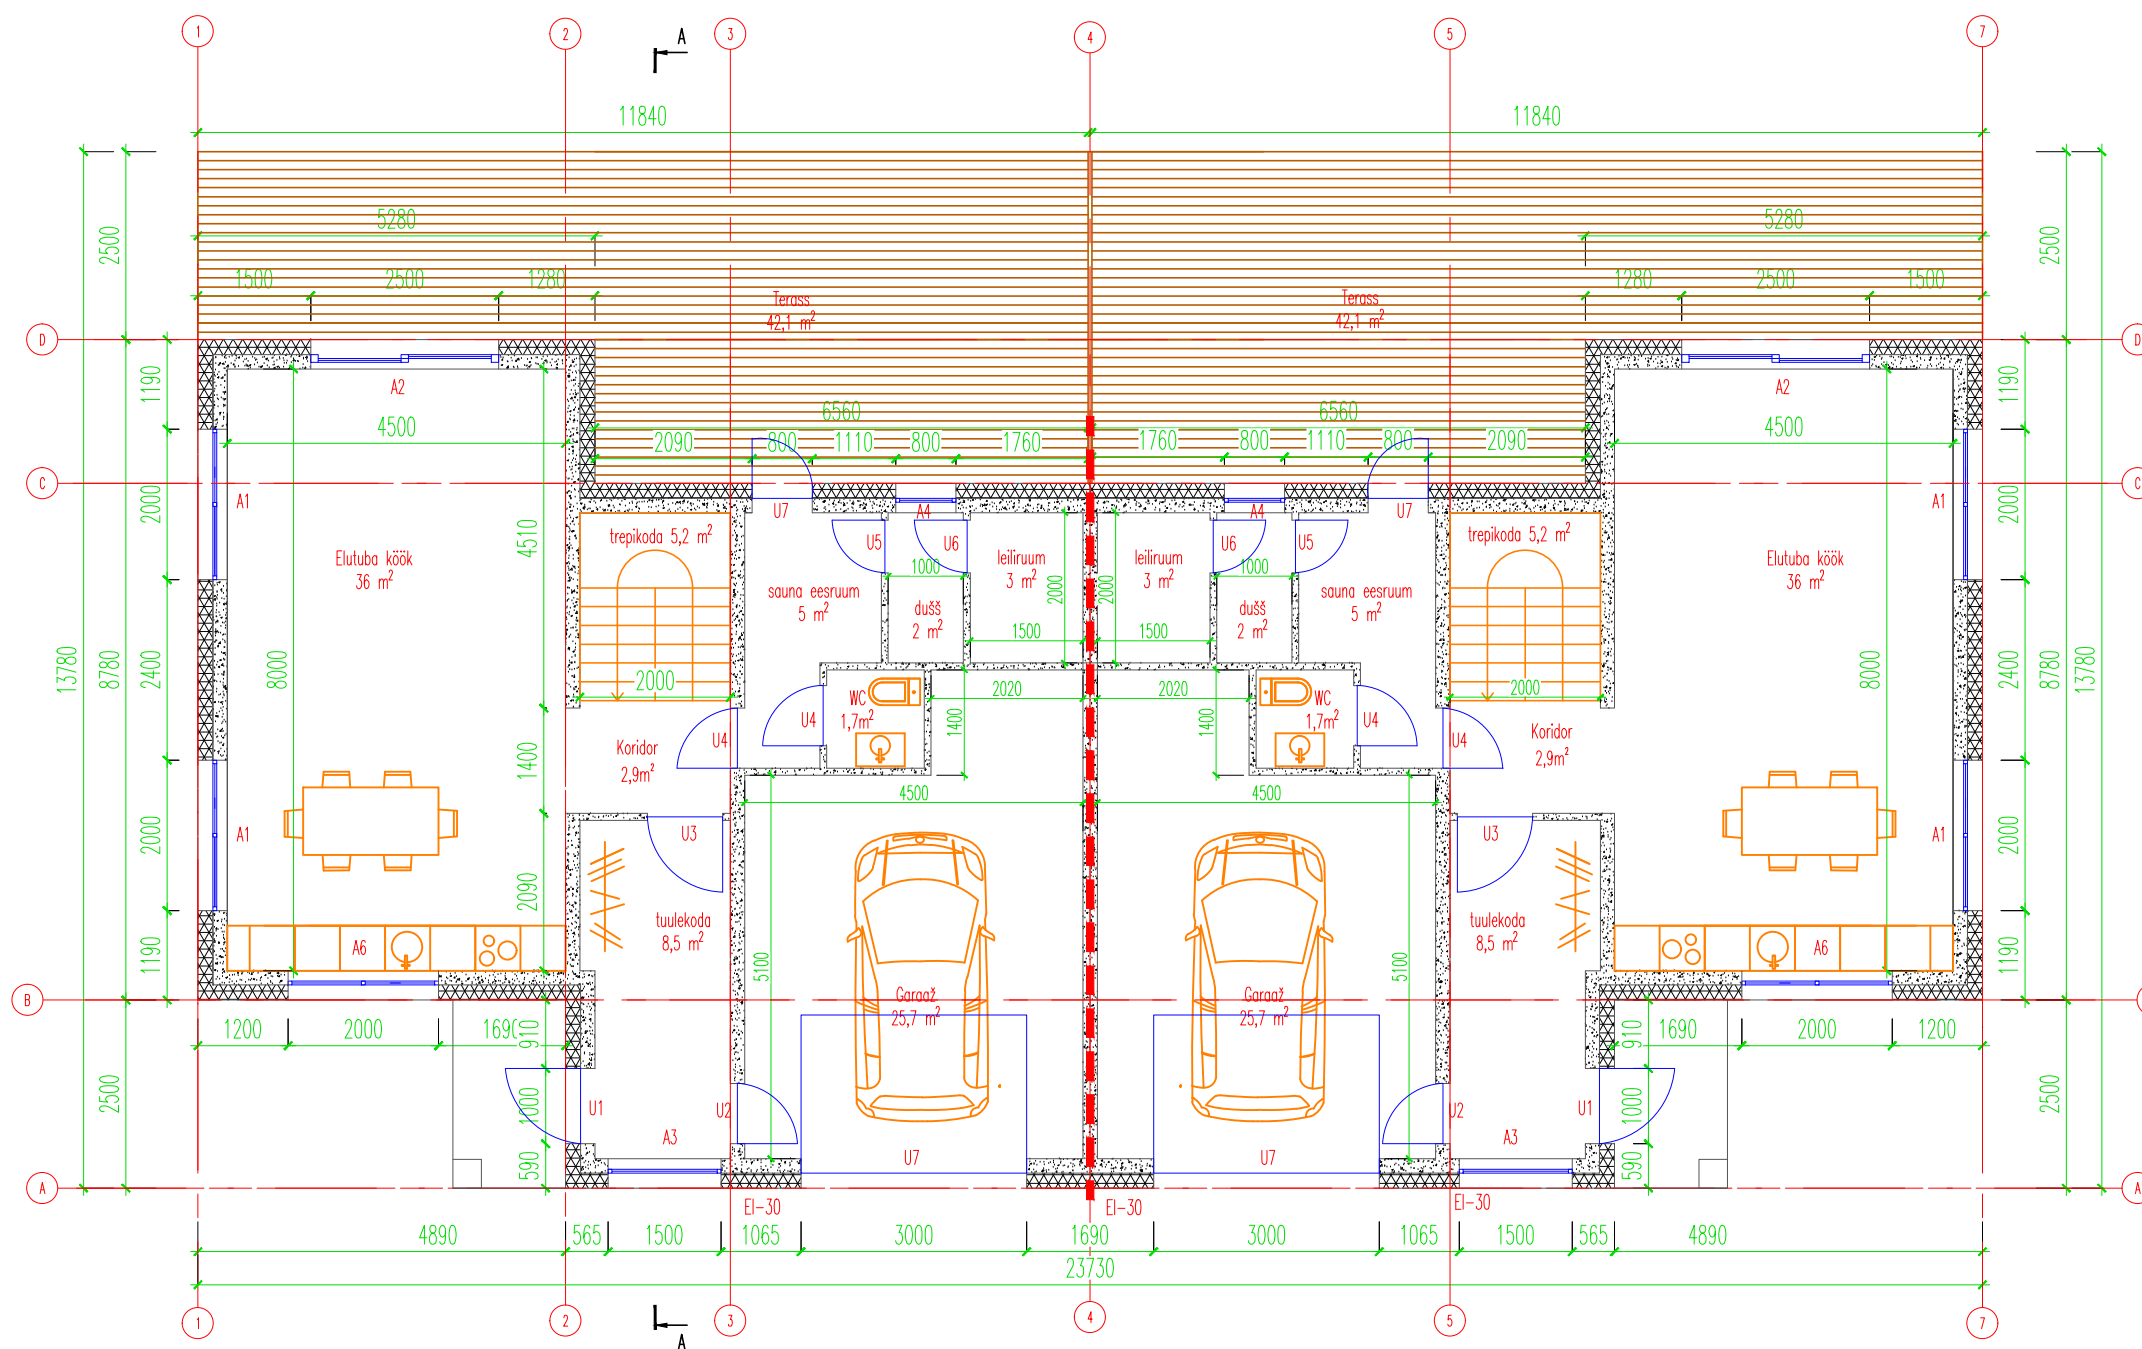 1
2
3
4
5
7
A
11840
11840
5280
5280
2500
2500
1500
2500
1280
1280
2500
1500
Terass
42,1 m²
Terass
42,1 m²
D
D
1190
A2
A2
1190
6560
6560
4500
2090
800
1110
800
1760
1760
800
1110
800
2090
4500
C
C
A1
2000
U7
A4
A4
U7
A1
2000
4510
trepikoda 5,2 m²
U5
U6
leiliruum
3 m²
leiliruum
3 m²
U6
U5
trepikoda 5,2 m²
Elutuba köök
36 m²
Elutuba köök
36 m²
1000
1000
2000
2000
sauna eesruum
5 m²
dušš
2 m²
dušš
2 m²
sauna eesruum
5 m²
1500
1500
13780
8780
2400
8000
8000
2400
8780
13780
2000
2000
WC
1,7m²
2020
2020
WC
1,7m²
U4
U4
1400
1400
U4
U4
Koridor
2,9m²
Koridor
2,9m²
1400
4500
4500
A1
2000
U3
U3
A1
2000
2090
tuulekoda
8,5 m²
tuulekoda
8,5 m²
1190
A6
A6
1190
5100
5100
Garaaž
25,7 m²
Garaaž
25,7 m²
B
1200
2000
1690
910
910
1690
2000
1200
2500
1000
U1
U2
U2
U1
1000
2500
A3
U7
U7
A3
590
590
A
A
EI-30
EI-30
EI-30
4890
565
1500
1065
3000
1690
3000
1065
1500
565
4890
23730
1
2
3
4
5
7
A